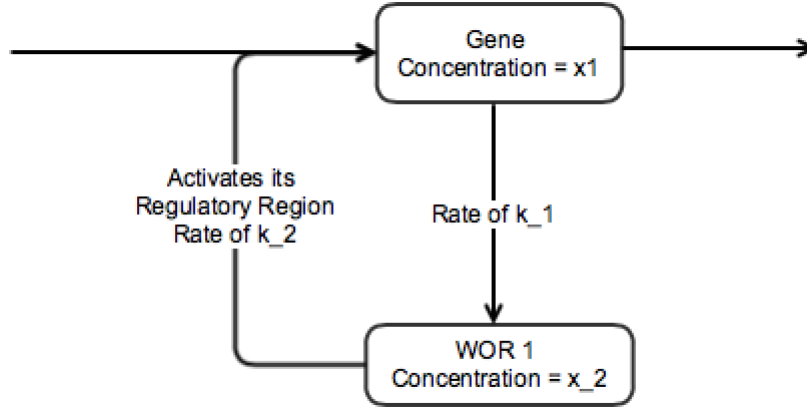 Gene
Concentration = x1
Activates its
Regulatory Region
Rate of k_2
Rate of k_1
WOR 1
Concentration = x_2